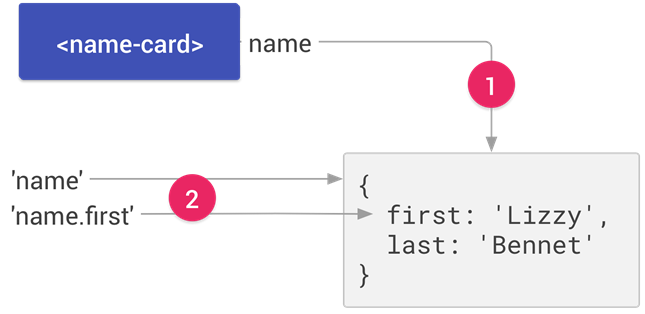 <name-card> name
1
'name'
2
'name.first'
{
first: 'Lizzy',
last: 'Bennet'
}